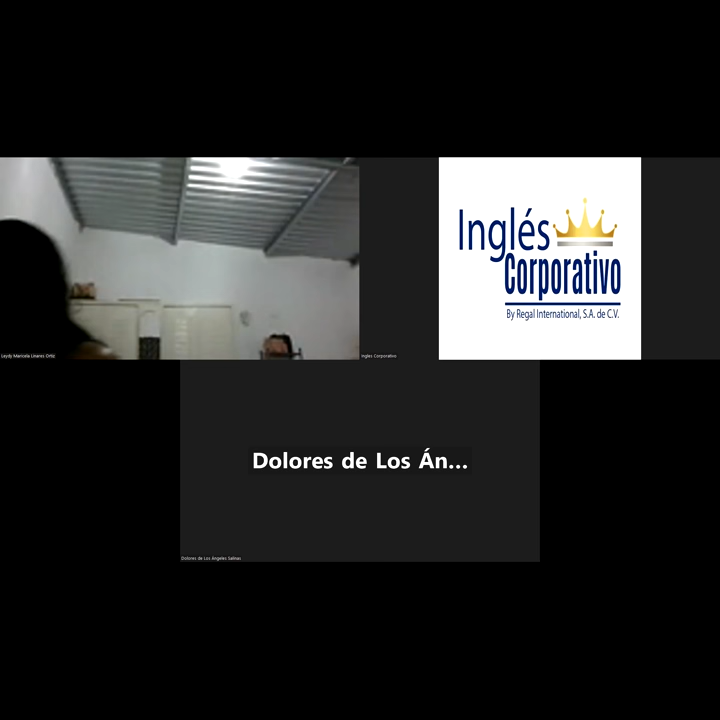 Inglés
Corporativo
By Regal International, S.A. de C.V.
Leydy Maricela Linares Ortiz
Ingles Corporativo
Dolores de Los Án...
Dolores de Los Ángeles Salinas